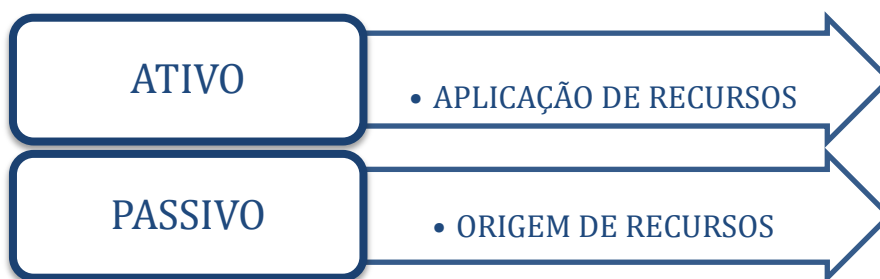 ATIVO
• APLICAÇÃO DE RECURSOS
PASSIVO
• ORIGEM DE RECURSOS